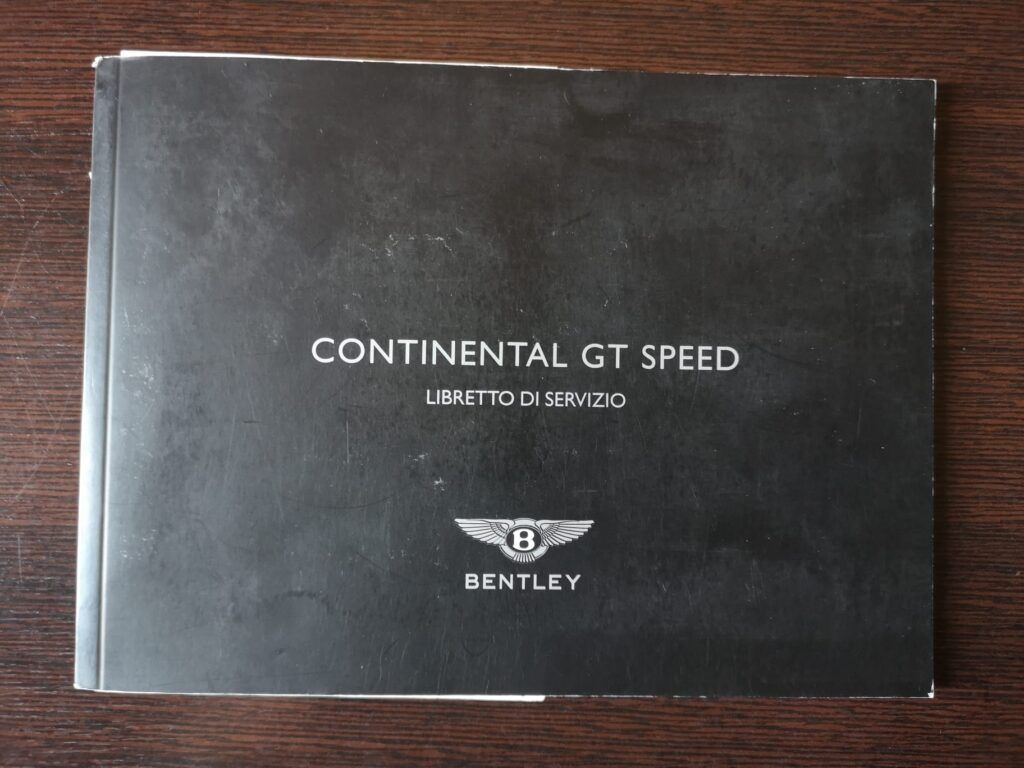 CONTINENTAL GT SPEED
LIBRETTO DI SERVIZIO
B
BENTLEY